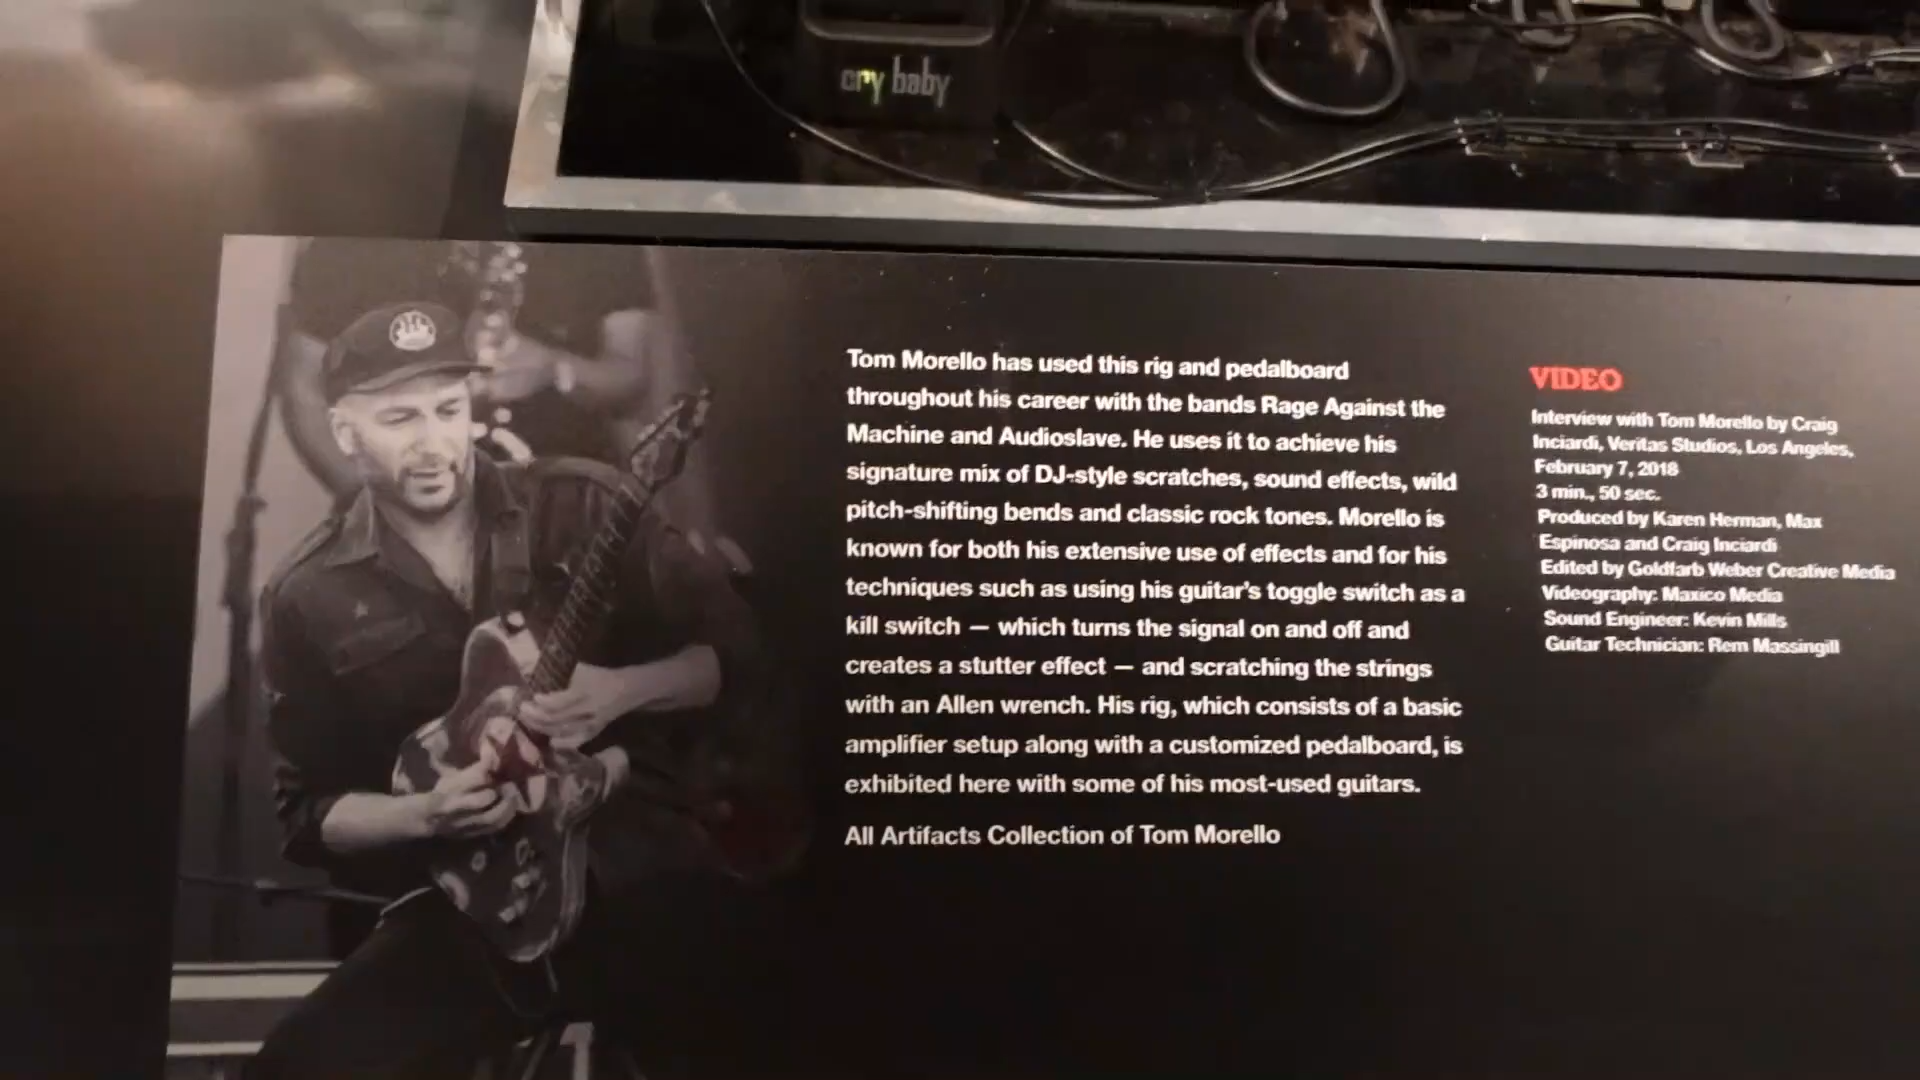 cry baby
Tom Morello has used this rig and pedalboard
throughout his career with the bands Rage Against the
Machine and Audioslave. He uses it to achieve his
signature mix of DJ-style scratches, sound effects, wild
pitch-shifting bends and classic rock tones. Morello is
known for both his extensive use of effects and for his
techniques such as using his guitar's toggle switch as a
kill switch — which turns the signal on and off and
creates a stutter effect — and scratching the strings
with an Allen wrench. His rig, which consists of a basic
amplifier setup along with a customized pedalboard, is
exhibited here with some of his most-used guitars.
All Artifacts Collection of Tom Morello
VIDEO
Interview with Tom Morello by Craig
Inciardi, Veritas Studios, Los Angeles,
February 7, 2018
3 min., 50 sec.
Produced by Karen Herman, Max
Espinosa and Craig Inciardi
Edited by Goldfarb Weber Creative Media
Videography: Maxico Media
Sound Engineer: Kevin Mills
Guitar Technician: Rem Massingill